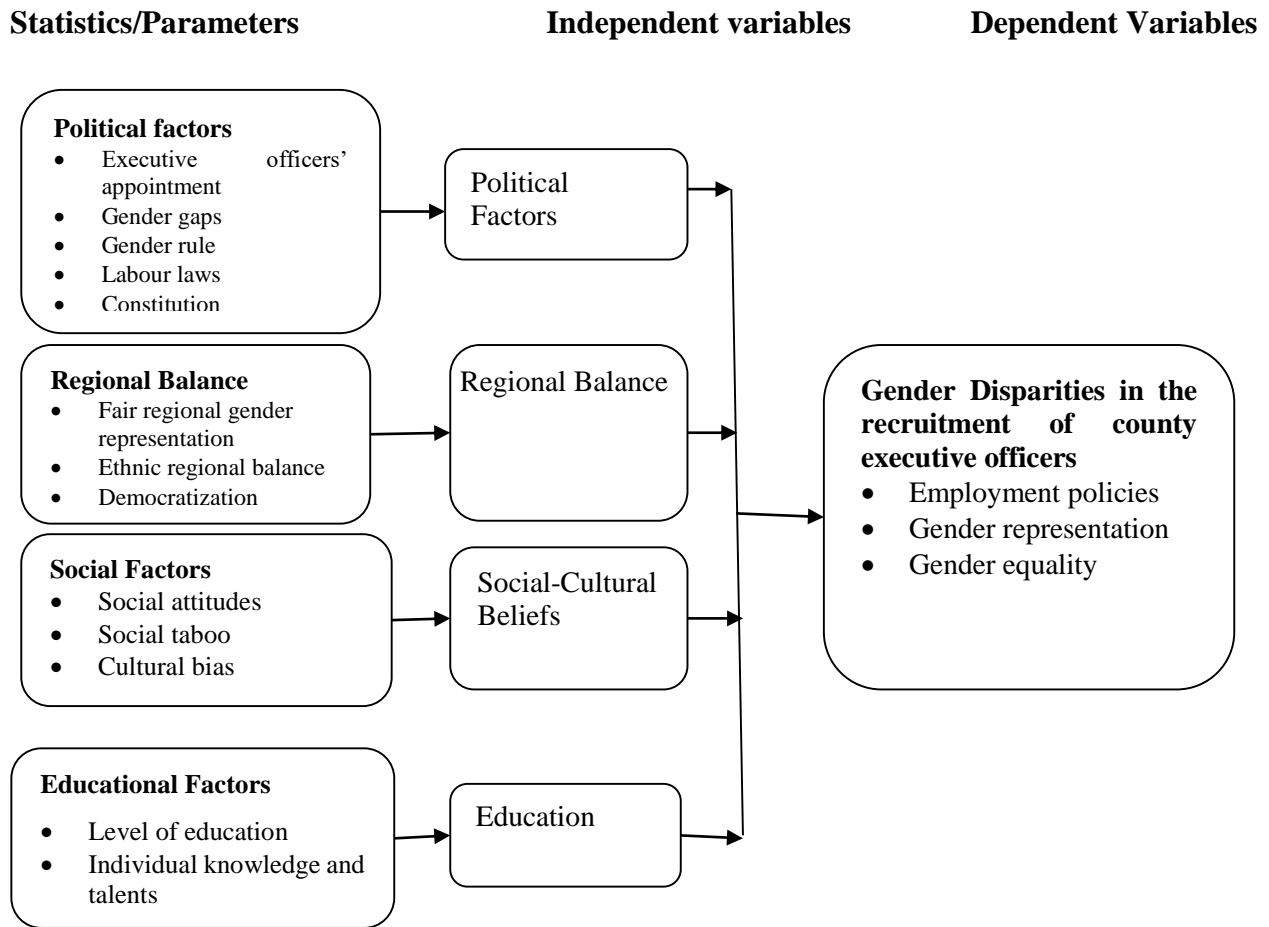 Statistics/Parameters Independent variables Dependent Variables
Political factors
• Executive officers’
appointment
• Gender gaps
• Gender rule
• Labour laws
• Constitution
Political
Factors
Regional Balance
• Fair regional gender
representation
• Ethnic regional balance
• Democratization
Regional Balance
Social Factors
• Social attitudes
• Social taboo
• Cultural bias
Social-Cultural
Beliefs
Educational Factors
• Level of education
• Individual knowledge and
talents
Education
Gender Disparities in the
recruitment of county
executive officers
• Employment policies
• Gender representation
• Gender equality